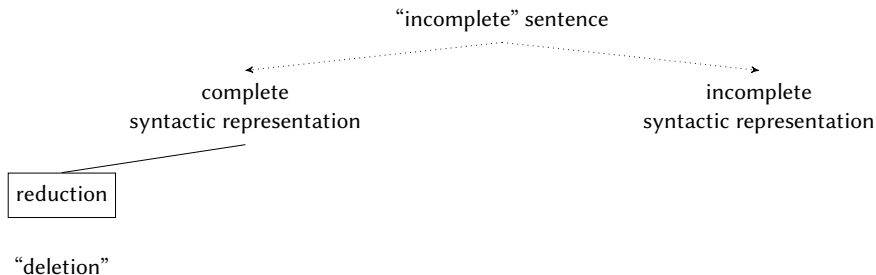 “incomplete” sentence
complete
syntactic representation
incomplete
syntactic representation
reduction
“deletion”